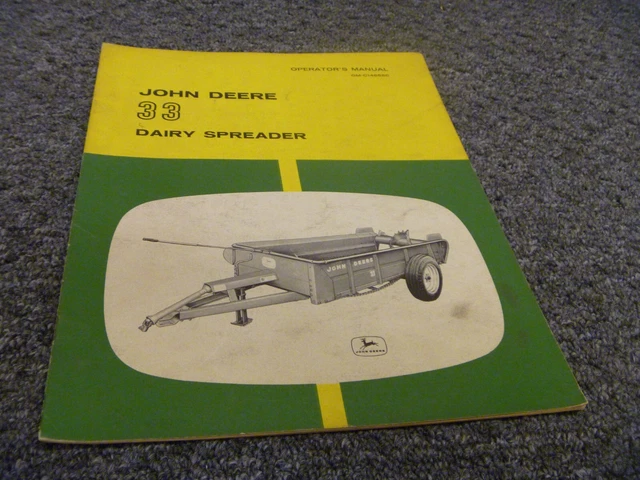 OPERATOR'S MANUAL
JOHN DEERE
33
DAIRY SPREADER
JOHN DEERE
JOHN DEERE